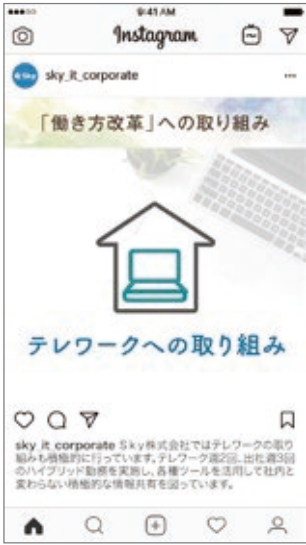 9:41 AM
Instagram
Sky
sky_it_corporate
「働き方改革」への取り組み
テレワークへの取り組み
sky_it_corporate Sky株式会社ではテレワークの取り
組みも積極的に行っています。テレワーク週2回、出社週3回
のハイブリッド勤務を実施し、各種ツールを活用して社内と
変わらない積極的な情報共有を図っています。